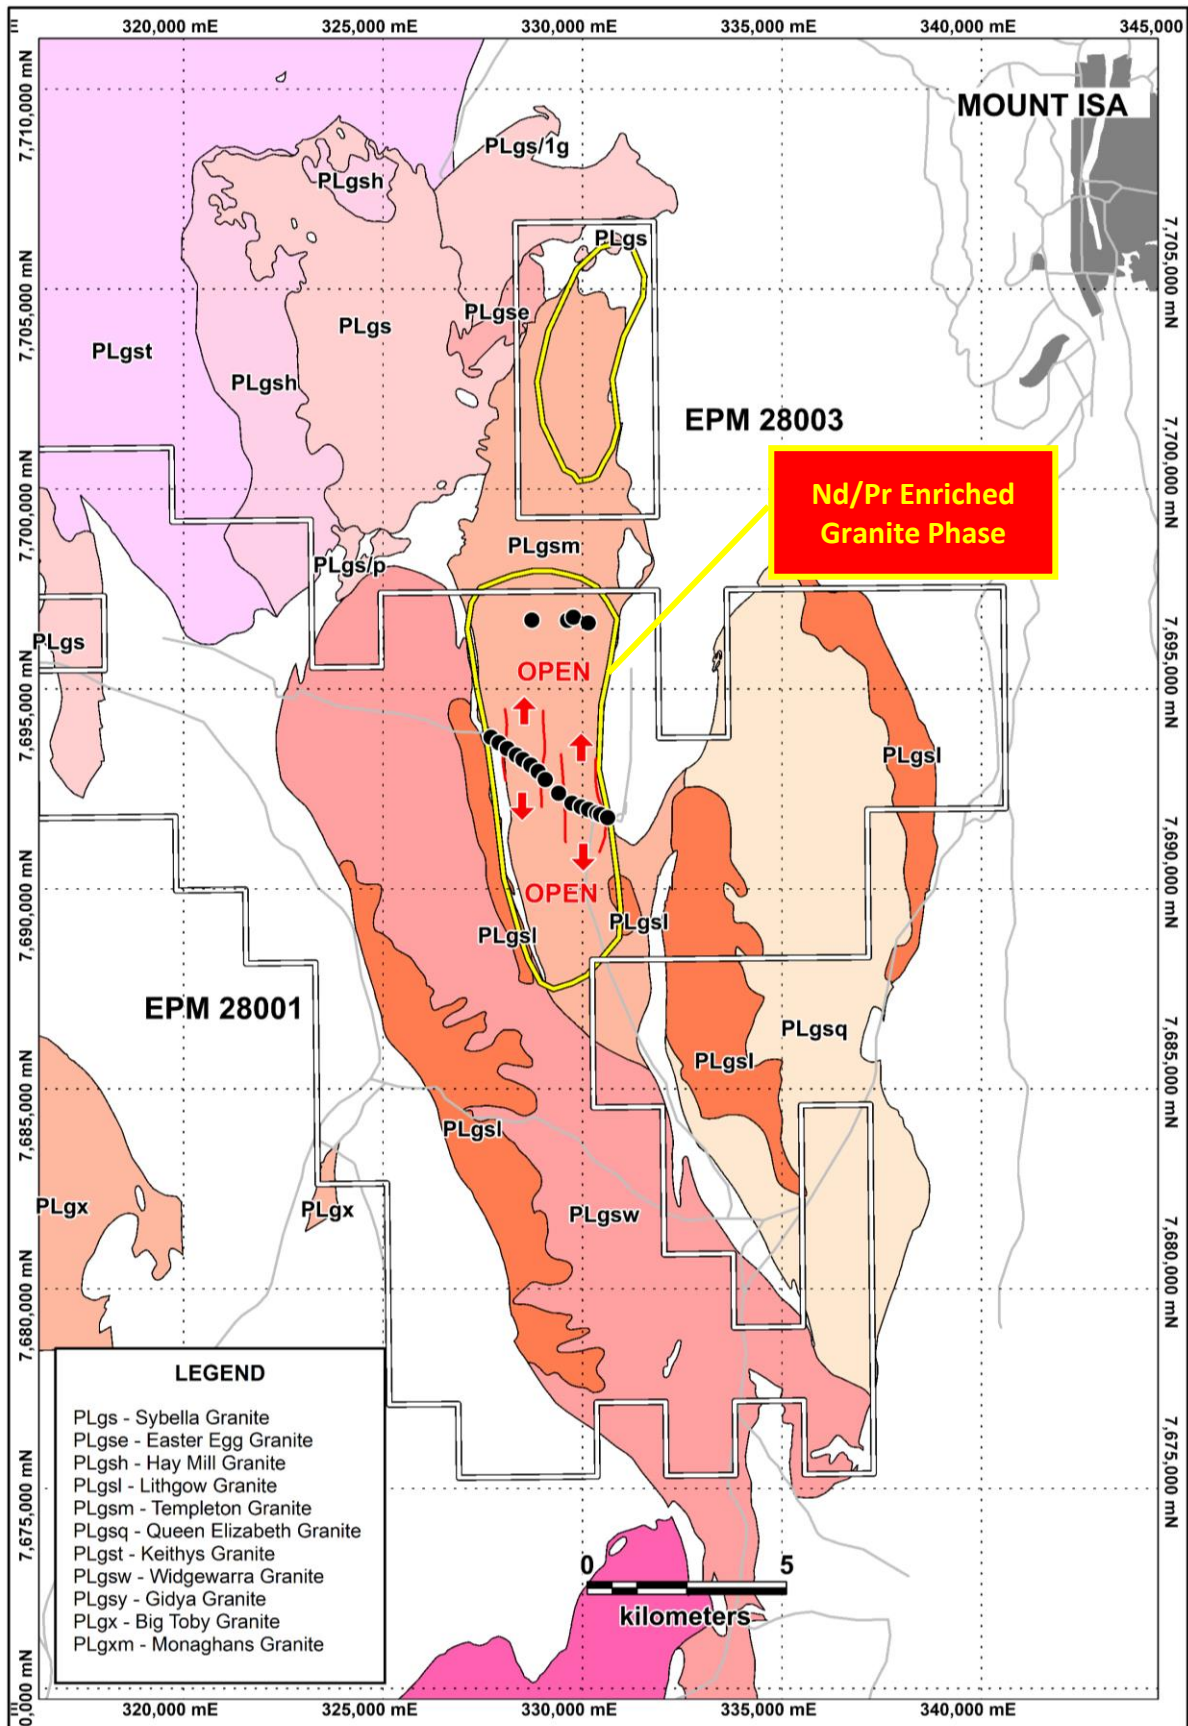 320,000 mE
325,000 mE
330,000 mE
335,000 mE
340,000 mE
345,000
MOUNT ISA
7,710,000 mN
PLgs/1g
PLgsh
7,705,000 mN
PLgs
7,705,000 mN
PLgse
PLgs
PLgst
PLgsh
EPM 28003
7,700,000 mN
Nd/Pr Enriched
Granite Phase
7,700,000 mN
PLgsm
PLgs/p
PLgs
7,695,000 mN
OPEN
7,695,000 mN
PLgsl
7,690,000 mN
OPEN
7,690,000 mN
PLgsl
PLgsl
EPM 28001
PLgsq
PLgsl
7,685,000 mN
7,685,000 mN
PLgsl
PLgx
PLgx
PLgsw
7,680,000 mN
7,680,000 mN
LEGEND
PLgs - Sybella Granite
PLgse - Easter Egg Granite
PLgsh - Hay Mill Granite
PLgsl - Lithgow Granite
PLgsm - Templeton Granite
PLgsq - Queen Elizabeth Granite
PLgst - Keithys Granite
PLgsw - Widgewarra Granite
PLgsy - Gidya Granite
PLgx - Big Toby Granite
PLgxm - Monaghans Granite
7,675,000 mN
7,675,000 mN
0 5
kilometers
0,000 mN
0,000 mN
320,000 mE
325,000 mE
330,000 mE
335,000 mE
340,000 mE